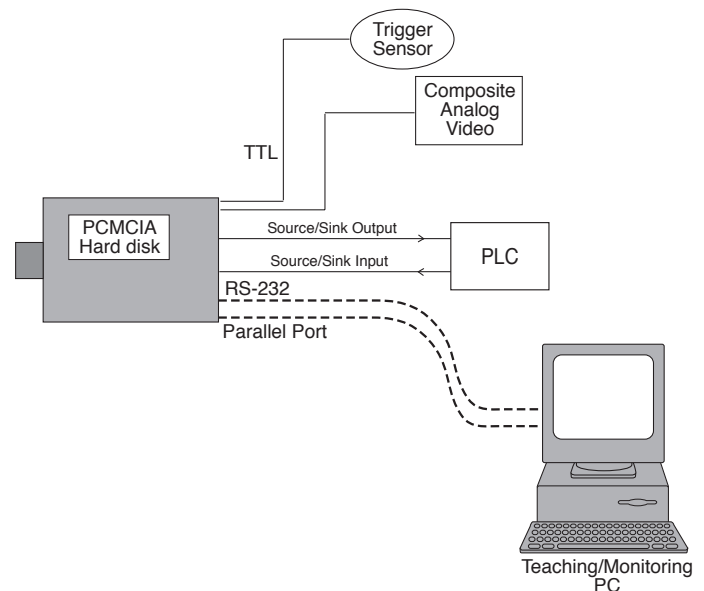 Trigger
Sensor
Composite
Analog
Video
TTL
PCMCIA
Hard disk
Source/Sink Output
PLC
Source/Sink Input
RS-232
Parallel Port
Teaching/Monitoring
PC